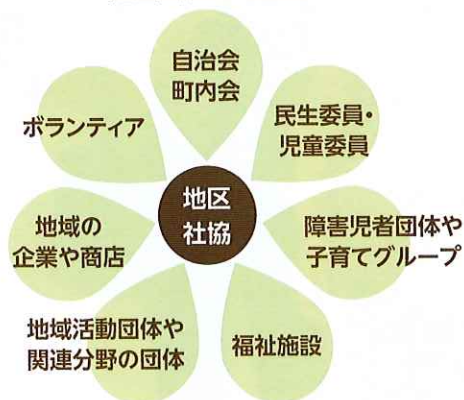 自治会
町内会
民生委員・
児童委員
障害児者団体や
子育てグループ
福祉施設
地域活動団体や
関連分野の団体
地域の
企業や商店
ボランティア
地区
社協